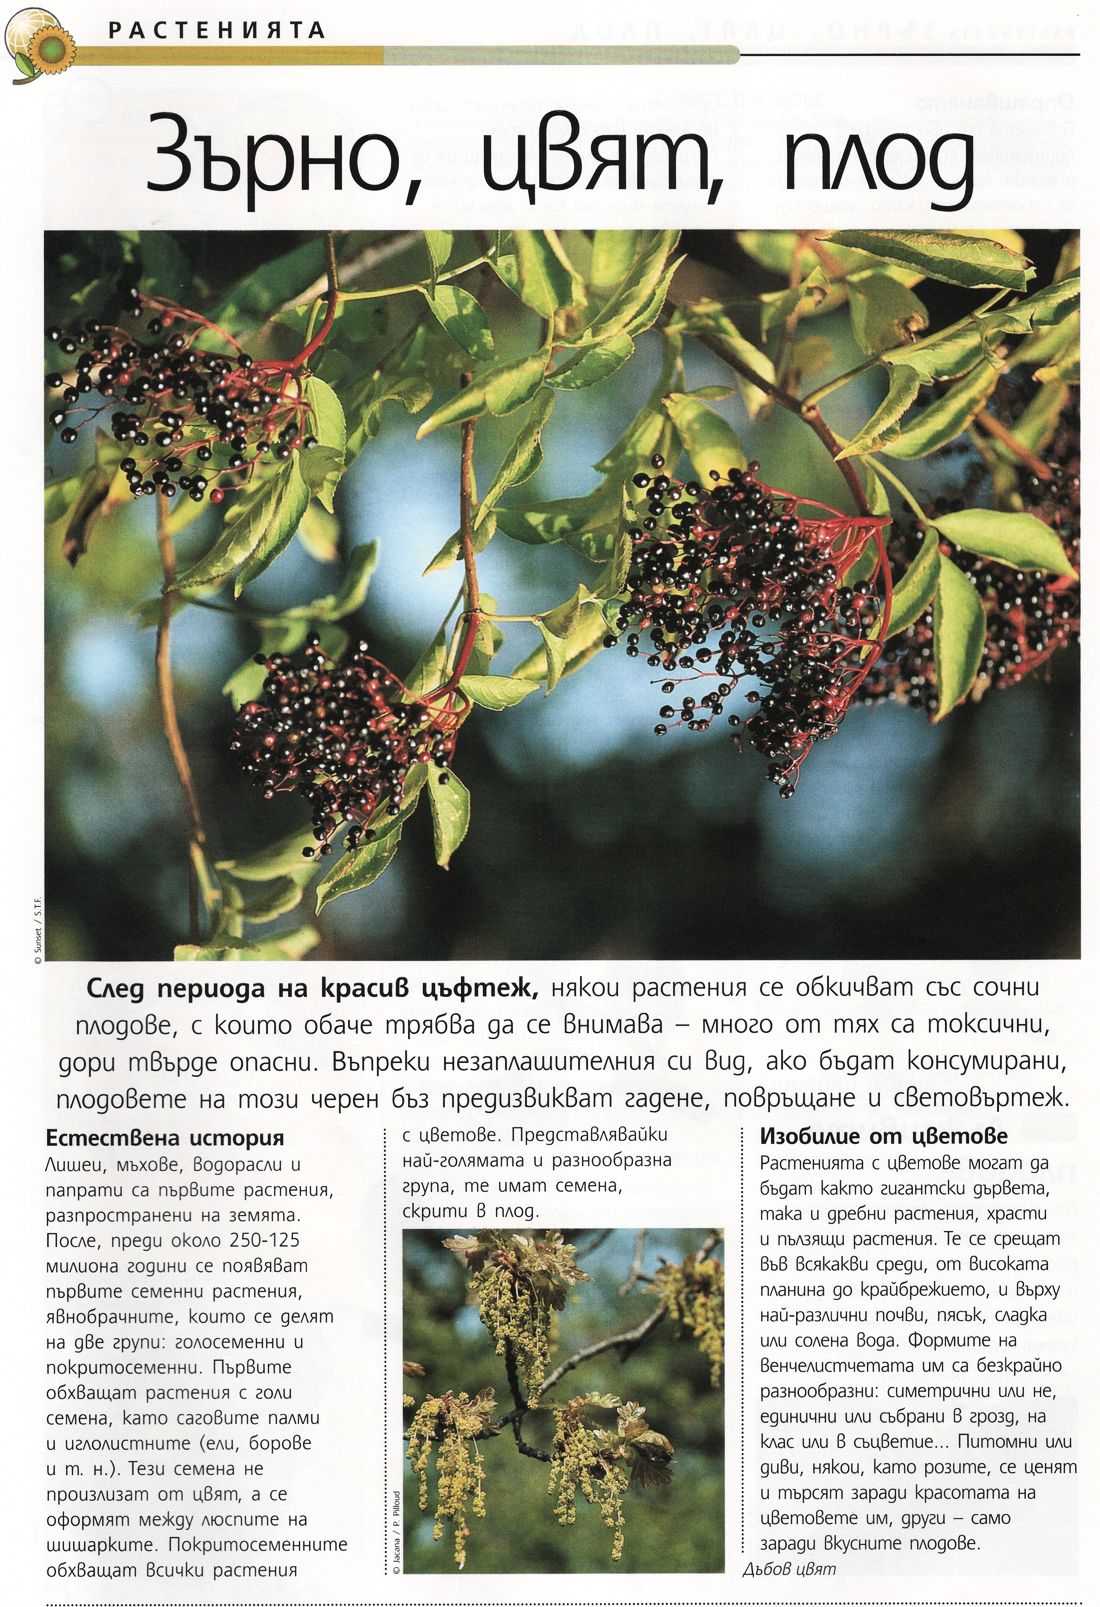 РАСТЕНИЯТА
Зърно, цвят, плод
© Sunset / S.T.F.
След периода на красив цъфтеж, някои растения се обкичват със сочни
плодове, с които обаче трябва да се внимава – много от тях са токсични,
дори твърде опасни. Въпреки незаплашителния си вид, ако бъдат консумирани,
плодовете на този черен бъз предизвикват гадене, повръщане и световъртеж.
Естествена история
Лишеи, мъхове, водорасли и
папрати са първите растения,
разпространени на земята.
После, преди около 250-125
милиона години се появяват
първите семенни растения,
явнобрачните, които се делят
на две групи: голосеменни и
покритосеменни. Първите
обхващат растения с голи
семена, като саговите палми
и иглолистните (ели, борове
и т. н.). Тези семена не
произлизат от цвят, а се
оформят между люспите на
шишарките. Покритосеменните
обхващат всички растения
с цветове. Представлявайки
най-голямата и разнообразна
група, те имат семена,
скрити в плод.
© Jacana / P. Pilloud
Изобилие от цветове
Растенията с цветове могат да
бъдат както гигантски дървета,
така и дребни растения, храсти
и пълзящи растения. Те се срещат
във всякакви среди, от високата
планина до крайбрежието, и върху
най-различни почви, пясък, сладка
или солена вода. Формите на
венчелистчетата им са безкрайно
разнообразни: симетрични или не,
единични или събрани в грозд, на
клас или в съцветие... Питомни или
диви, някои, като розите, се ценят
и търсят заради красотата на
цветовете им, други – само
заради вкусните плодове.
Дъбов цвят